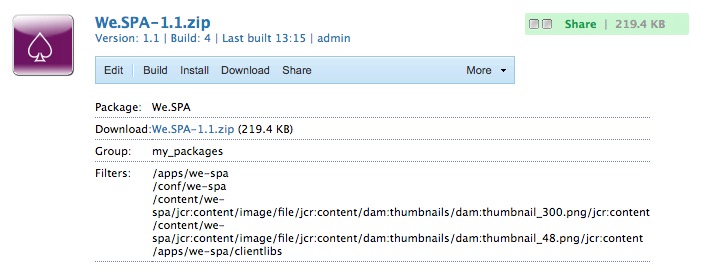 We.SPA-1.1.zip
Version: 1.1 | Build: 4 | Last built 13:15 | admin
Share | 219.4 KB
Edit Build Install Download Share More
Package: We.SPA
Download: We.SPA-1.1.zip (219.4 KB)
Group: my_packages
Filters: /apps/we-spa
/conf/we-spa
/content/we-
spa/jcr:content/image/file/jcr:content/dam:thumbnails/dam:thumbnail_300.png/jcr:content
/content/we-
spa/jcr:content/image/file/jcr:content/dam:thumbnails/dam:thumbnail_48.png/jcr:content
/apps/we-spa/clientlibs